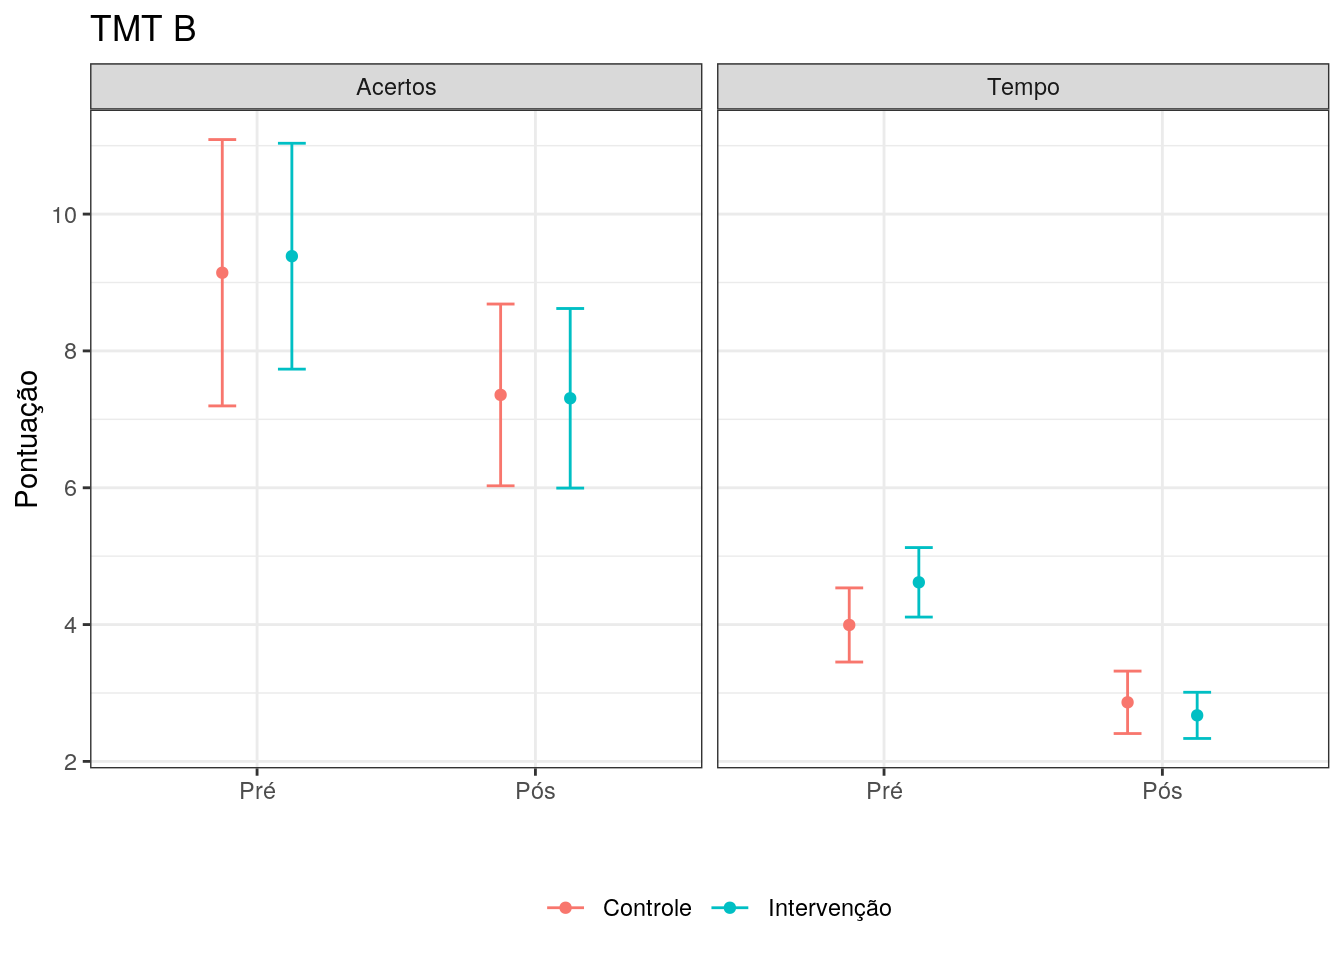 TMT B
Acertos
Tempo
Pontuação
10
8
6
4
2
Pré
Pós
Pré
Pós
Controle
Intervenção